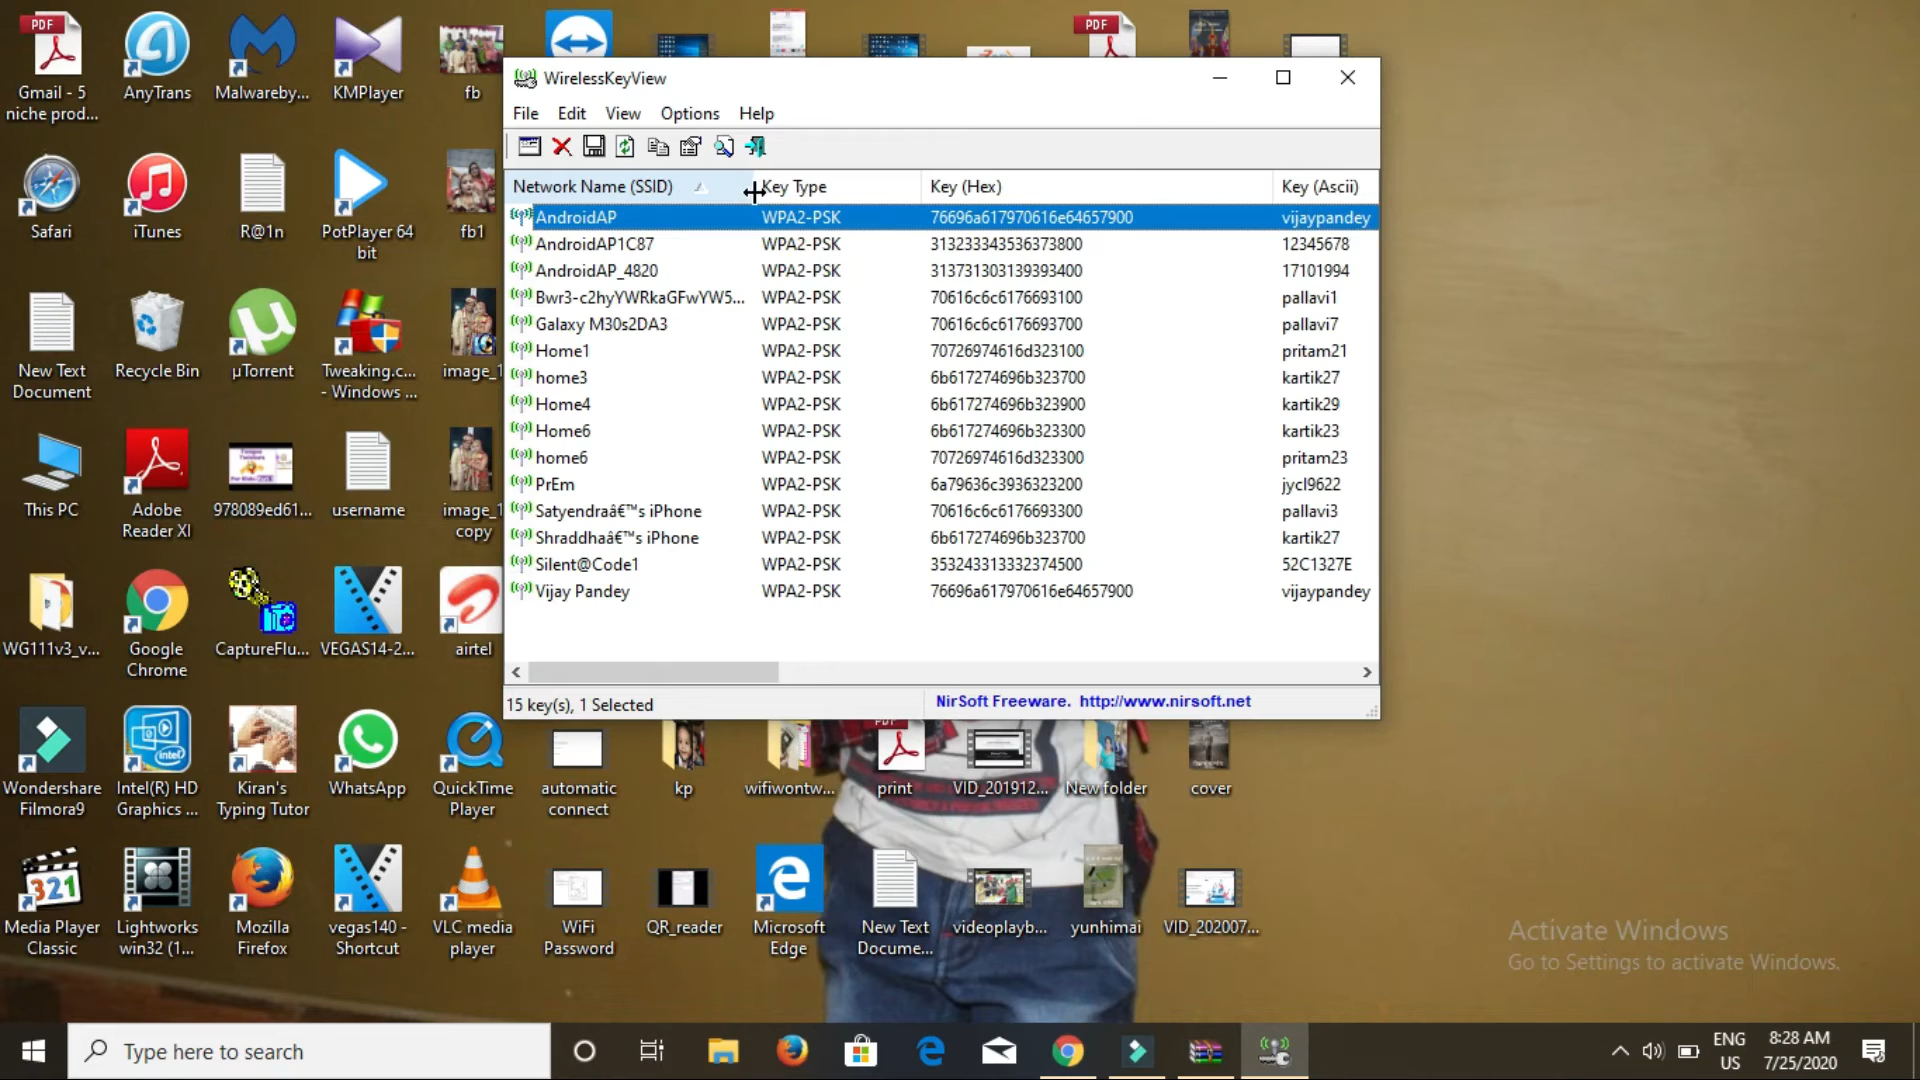 PDF
PDF
Gmail - 5
niche prod...
AnyTrans
Malwareby...
KMPlayer
fb
Safari
iTunes
R@1n
PotPlayer 64
bit
fb1
New Text
Document
Recycle Bin
µTorrent
Tweaking.c...
- Windows ...
image_1
This PC
Adobe
Reader XI
978089ed61...
username
image_1
copy
WG111v3_v...
Google
Chrome
CaptureFlu...
VEGAS14-2...
airtel
WirelessKeyView
File Edit View Options Help
Network Name (SSID) Key Type Key (Hex) Key (Ascii)
AndroidAP WPA2-PSK 76696a617970616e64657900 vijaypandey
AndroidAP1C87 WPA2-PSK 313233343536373800 12345678
AndroidAP_4820 WPA2-PSK 313731303139393400 17101994
Bwr3-c2hyYWRkaGFwYW5... WPA2-PSK 70616c6c6176693100 pallavi1
Galaxy M30s2DA3 WPA2-PSK 70616c6c6176693700 pallavi7
Home1 WPA2-PSK 70726974616d323100 pritam21
home3 WPA2-PSK 6b617274696b323700 kartik27
Home4 WPA2-PSK 6b617274696b323900 kartik29
Home6 WPA2-PSK 6b617274696b323300 kartik23
home6 WPA2-PSK 70726974616d323300 pritam23
PrEm WPA2-PSK 6a79636c3936323200 jycl9622
Satyendraâ€™s iPhone WPA2-PSK 70616c6c6176693300 pallavi3
Shraddhaâ€™s iPhone WPA2-PSK 6b617274696b323700 kartik27
Silent@Code1 WPA2-PSK 353243313332374500 52C1327E
Vijay Pandey WPA2-PSK 76696a617970616e64657900 vijaypandey
15 key(s), 1 Selected NirSoft Freeware. http://www.nirsoft.net
Wondershare
Filmora9
intel
Intel(R) HD
Graphics ...
Kiran's
Typing Tutor
WhatsApp
QuickTime
Player
automatic
connect
kp
wifiwontw...
PDF
print
VID_201912...
New folder
cover
321
Media Player
Classic
Lightworks
win32 (1...
Mozilla
Firefox
vegas140 -
Shortcut
VLC media
player
WiFi
Password
QR_reader
Microsoft
Edge
New Text
Docume...
videoplayb...
yunhimai
VID_202007...
Activate Windows
Go to Settings to activate Windows.
Type here to search
ENG
US
8:28 AM
7/25/2020